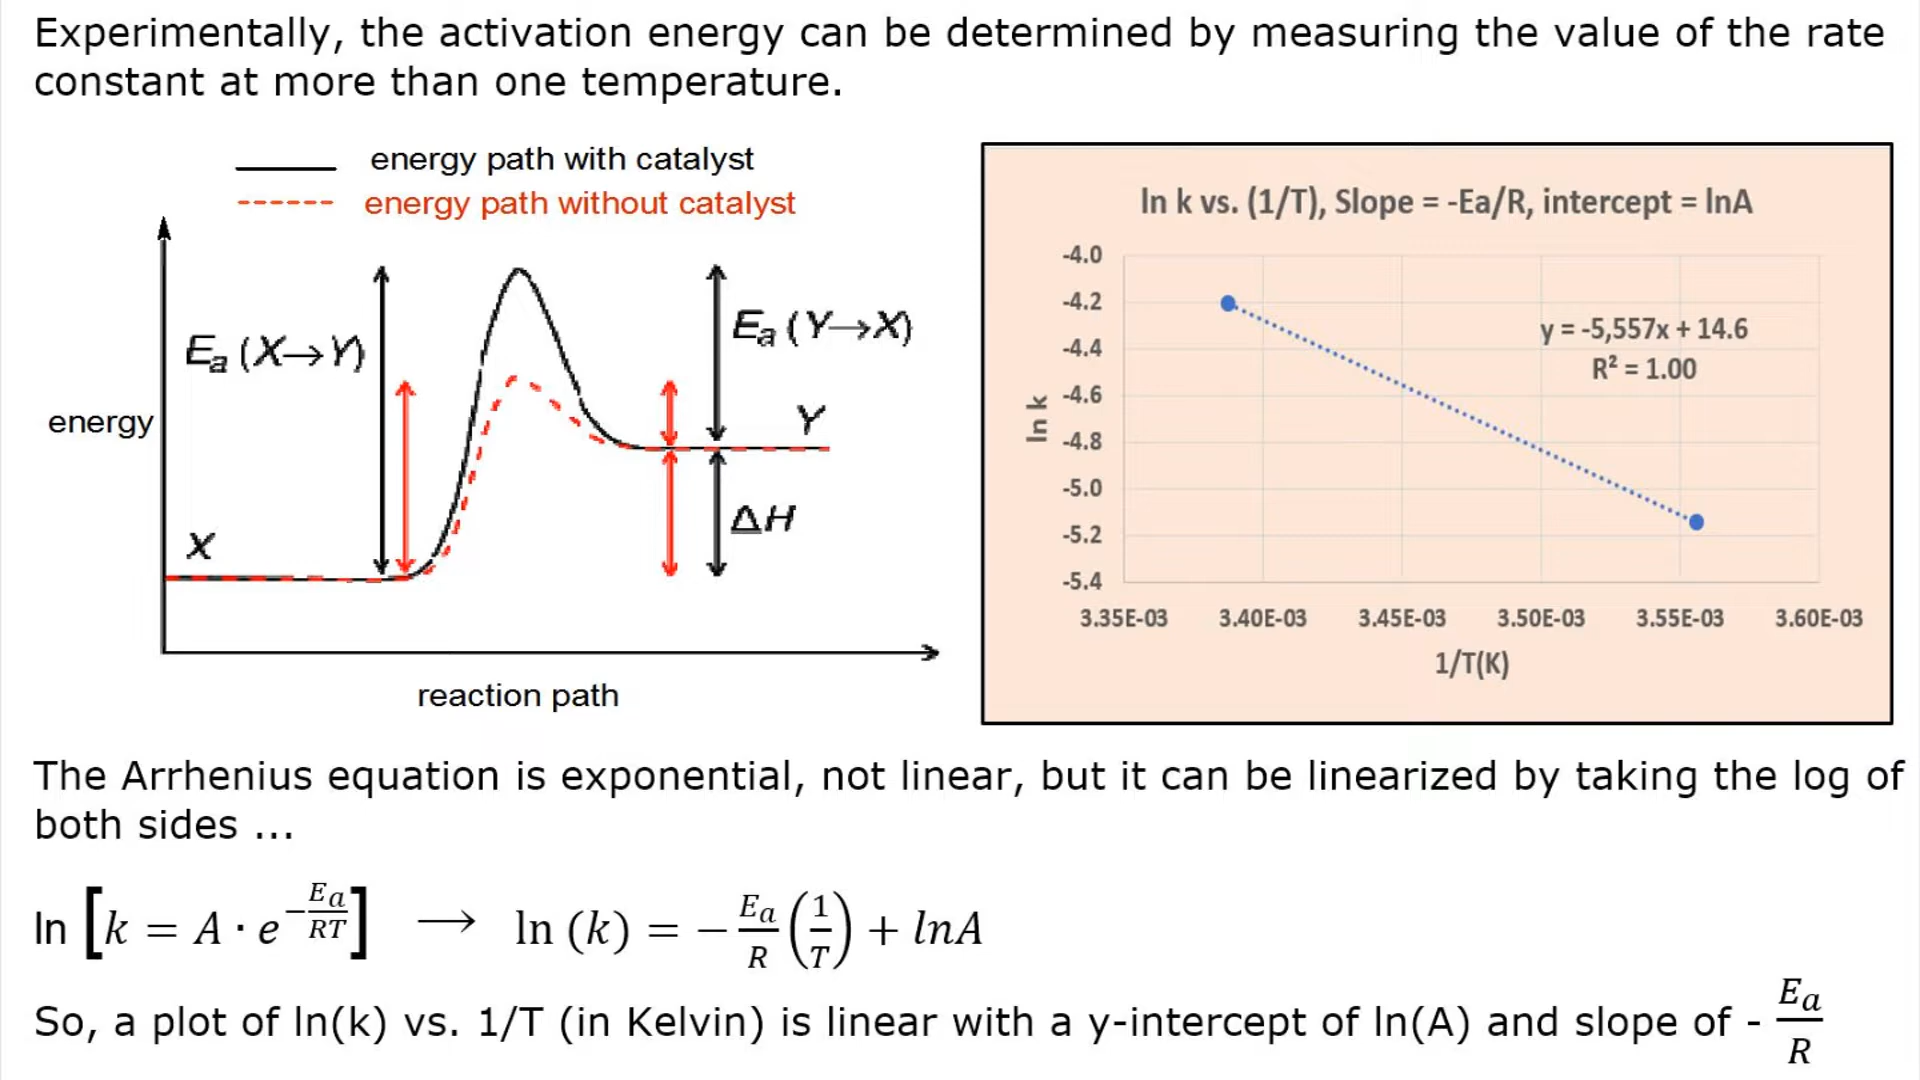 Experimentally, the activation energy can be determined by measuring the value of the rate
constant at more than one temperature.
energy path with catalyst
energy path without catalyst
Ea (X→Y)
Ea (Y→X)
energy
Y
X
ΔH
reaction path
ln k vs. (1/T), Slope = -Ea/R, intercept = lnA
-4.0
-4.2
-4.4
-4.6
-4.8
-5.0
-5.2
-5.4
ln k
y = -5,557x + 14.6
R² = 1.00
3.35E-03 3.40E-03 3.45E-03 3.50E-03 3.55E-03 3.60E-03
1/T(K)
The Arrhenius equation is exponential, not linear, but it can be linearized by taking the log of
both sides ...
ln [k = A · e^(-Ea/RT)] → ln (k) = - Ea/R (1/T) + lnA
So, a plot of ln(k) vs. 1/T (in Kelvin) is linear with a y-intercept of ln(A) and slope of - Ea/R